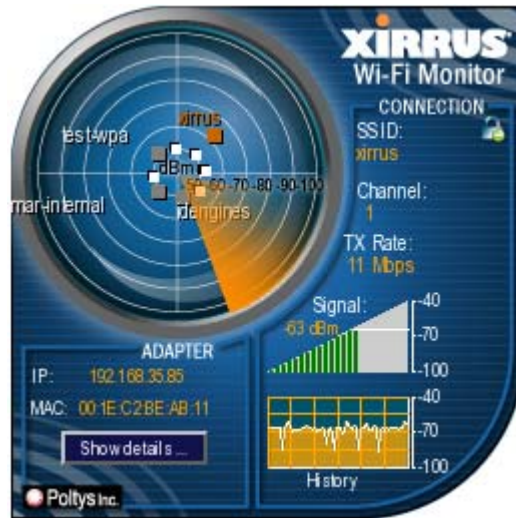 XIRRUS
Wi-Fi Monitor
CONNECTION
SSID:
xirrus
Channel:
1
TX Rate:
11 Mbps
xirrus
test-wpa
dBm
-50 -60 -70 -80 -90 -100
mar-internal
idengines
Signal:
-63 dBm
-40
-70
-100
-40
-70
-100
History
ADAPTER
IP: 192.168.35.85
MAC: 00:1E:C2:BE:AB:11
Show details ...
Poltys Inc.